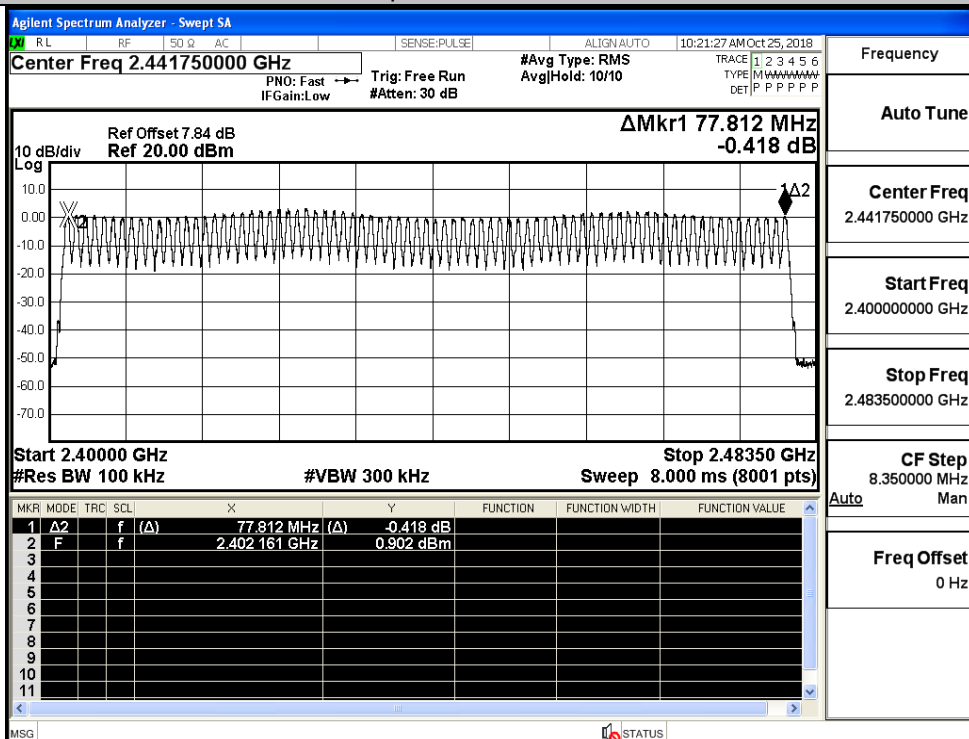 Agilent Spectrum Analyzer - Swept SA
LXI RL RF 50 Ω AC SENSE:PULSE ALIGN AUTO 10:21:27 AM Oct 25, 2018
Center Freq 2.441750000 GHz
PNO: Fast
IFGain:Low
Trig: Free Run
#Atten: 30 dB
#Avg Type: RMS
Avg|Hold: 10/10
TRACE 1 2 3 4 5 6
TYPE M WWWWW
DET P P P P P P
ΔMkr1 77.812 MHz
-0.418 dB
Ref Offset 7.84 dB
10 dB/div Ref 20.00 dBm
Log
10.0
0.00
-10.0
-20.0
-30.0
-40.0
-50.0
-60.0
-70.0
X2
1Δ2
Start 2.40000 GHz Stop 2.48350 GHz
#Res BW 100 kHz #VBW 300 kHz Sweep 8.000 ms (8001 pts)
MKR MODE TRC SCL X Y FUNCTION FUNCTION WIDTH FUNCTION VALUE
1 Δ2 f (Δ) 77.812 MHz (Δ) -0.418 dB
2 F f 2.402 161 GHz 0.902 dBm
3
4
5
6
7
8
9
10
11
MSG STATUS
Frequency
Auto Tune
Center Freq
2.441750000 GHz
Start Freq
2.400000000 GHz
Stop Freq
2.483500000 GHz
CF Step
8.350000 MHz
Auto Man
Freq Offset
0 Hz